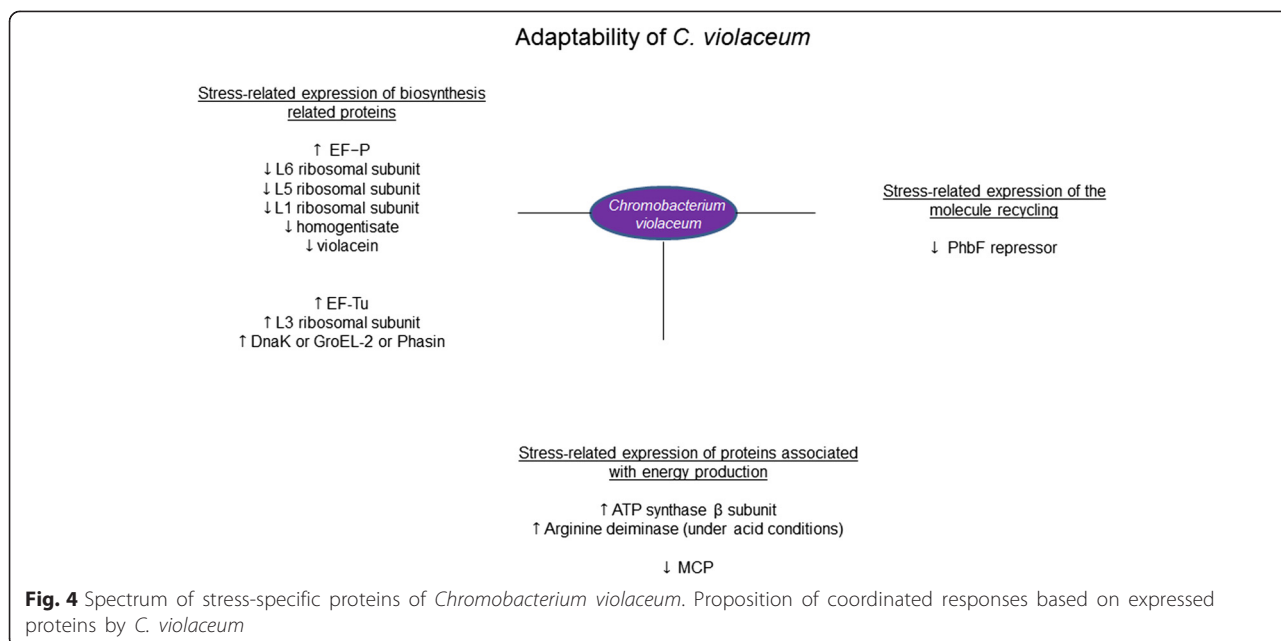 Adaptability of C. violaceum
Stress-related expression of biosynthesis
related proteins
↑ EF-P
↓ L6 ribosomal subunit
↓ L5 ribosomal subunit
↓ L1 ribosomal subunit
↓ homogentisate
↓ violacein
↑ EF-Tu
↑ L3 ribosomal subunit
↑ DnaK or GroEL-2 or Phasin
Chromobacterium
violaceum
Stress-related expression of the
molecule recycling
↓ PhbF repressor
Stress-related expression of proteins associated
with energy production
↑ ATP synthase β subunit
↑ Arginine deiminase (under acid conditions)
↓ MCP
Fig. 4 Spectrum of stress-specific proteins of Chromobacterium violaceum. Proposition of coordinated responses based on expressed
proteins by C. violaceum